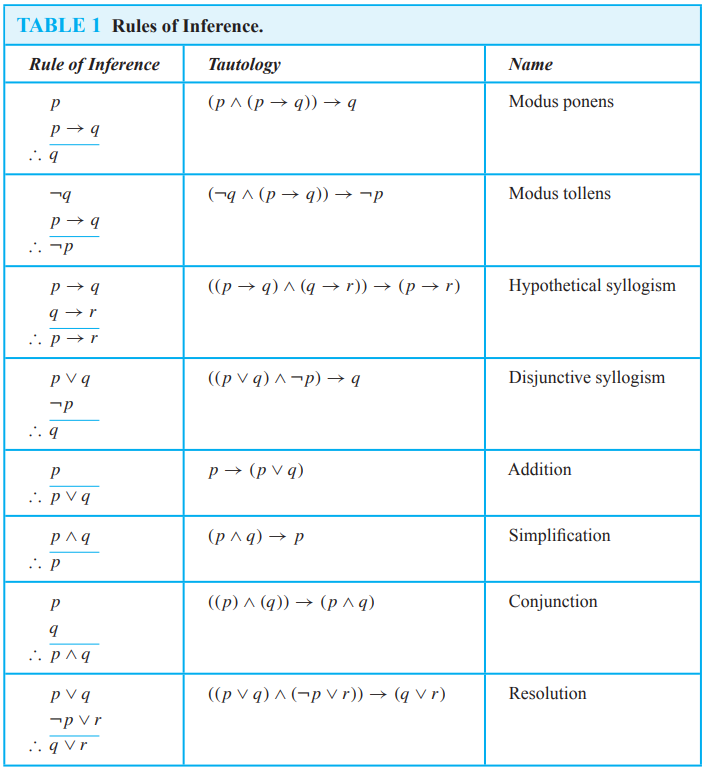 TABLE 1 Rules of Inference.
Rule of Inference Tautology Name
p (p ∧ (p → q)) → q Modus ponens
p → q
∴ q
¬q (¬q ∧ (p → q)) → ¬p Modus tollens
p → q
∴ ¬p
p → q ((p → q) ∧ (q → r)) → (p → r) Hypothetical syllogism
q → r
∴ p → r
p ∨ q ((p ∨ q) ∧ ¬p) → q Disjunctive syllogism
¬p
∴ q
p p → (p ∨ q) Addition
∴ p ∨ q
p ∧ q (p ∧ q) → p Simplification
∴ p
p ((p) ∧ (q)) → (p ∧ q) Conjunction
q
∴ p ∧ q
p ∨ q ((p ∨ q) ∧ (¬p ∨ r)) → (q ∨ r) Resolution
¬p ∨ r
∴ q ∨ r